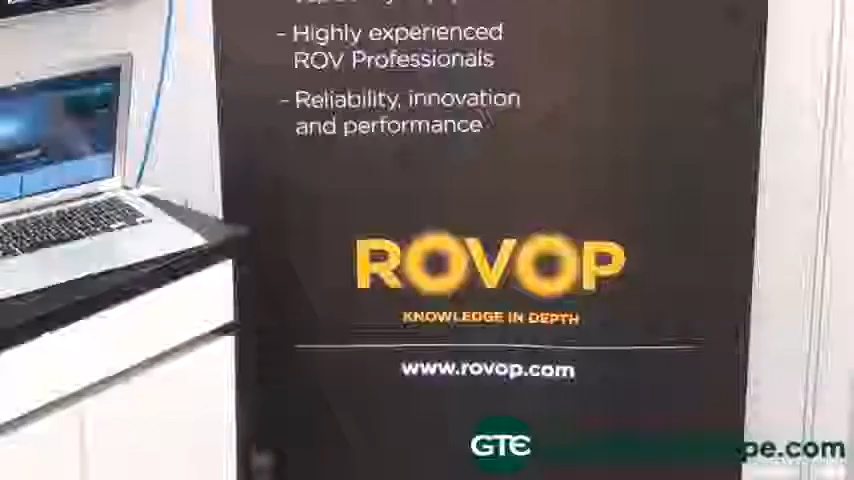 - Highly experienced
ROV Professionals
- Reliability, innovation
and performance
ROVOP
KNOWLEDGE IN DEPTH
www.rovop.com
GTE
pe.com